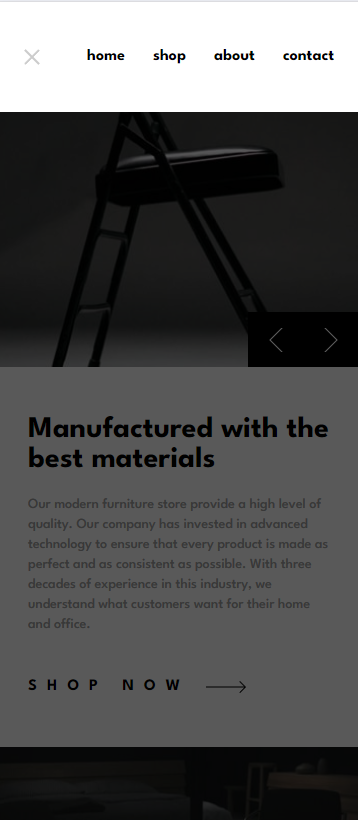 home shop about contact
Manufactured with the
best materials
Our modern furniture store provide a high level of
quality. Our company has invested in advanced
technology to ensure that every product is made as
perfect and as consistent as possible. With three
decades of experience in this industry, we
understand what customers want for their home
and office.
SHOP NOW